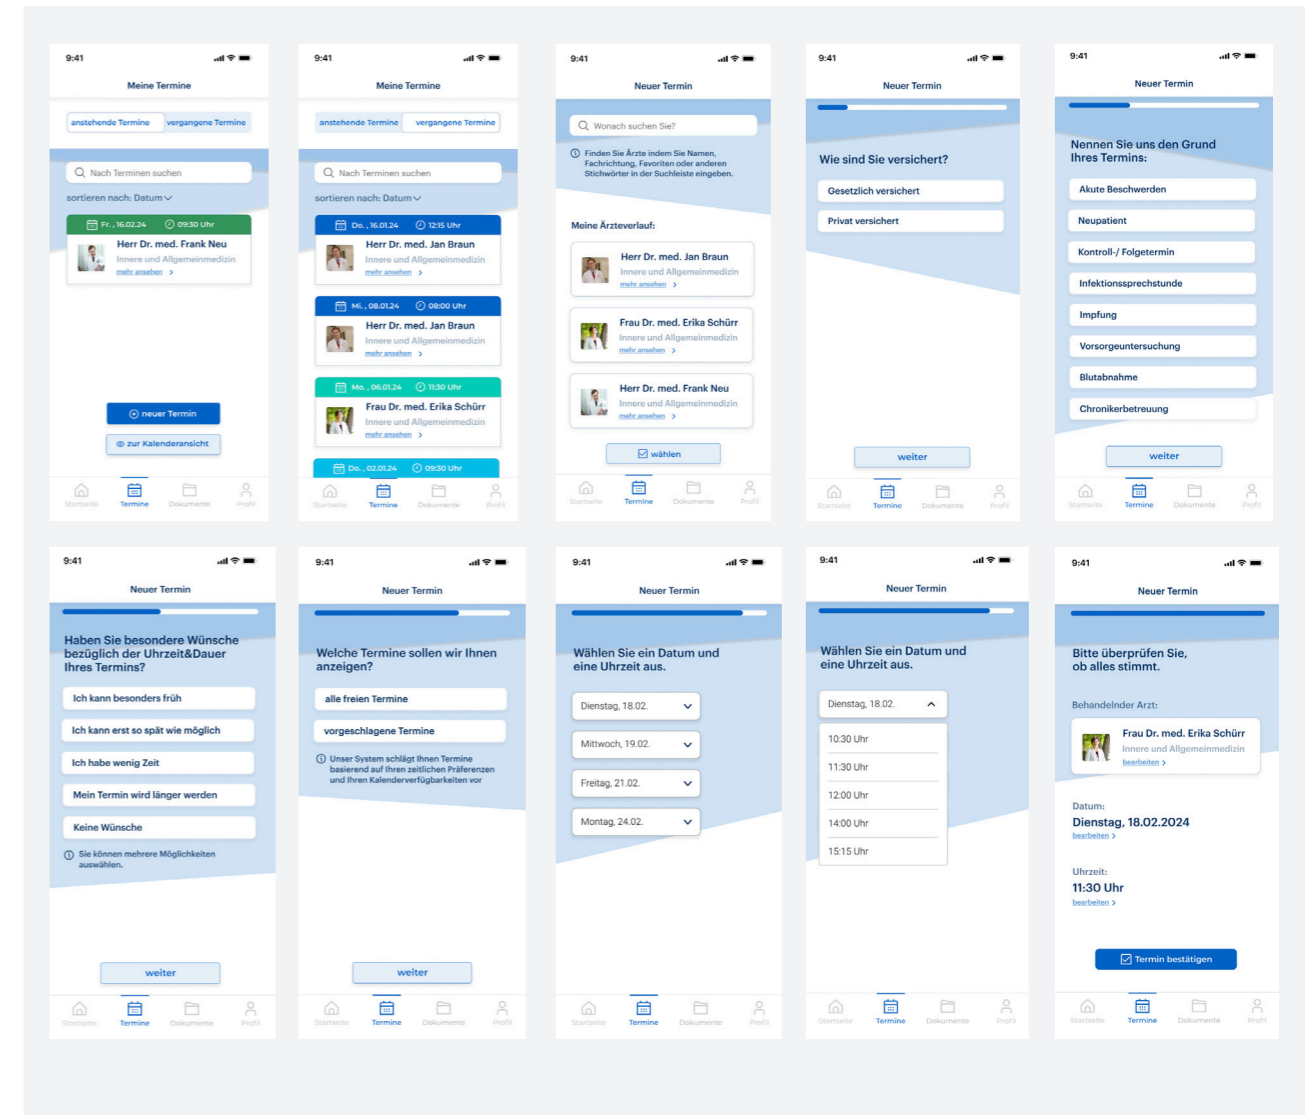 9:41
Meine Termine
anstehende Termine vergangene Termine
Nach Terminen suchen
sortieren nach: Datum
Fr., 16.02.24 09:30 Uhr
Herr Dr. med. Frank Neu
Innere und Allgemeinmedizin
mehr ansehen >
neuer Termin
zur Kalenderansicht
Startseite Termine Dokumente Profil
9:41
Meine Termine
anstehende Termine vergangene Termine
Nach Terminen suchen
sortieren nach: Datum
Do., 16.01.24 12:15 Uhr
Herr Dr. med. Jan Braun
Innere und Allgemeinmedizin
mehr ansehen >
Mi., 08.01.24 08:00 Uhr
Herr Dr. med. Jan Braun
Innere und Allgemeinmedizin
mehr ansehen >
Mo., 06.01.24 11:30 Uhr
Frau Dr. med. Erika Schürr
Innere und Allgemeinmedizin
mehr ansehen >
Do., 02.01.24 09:30 Uhr
Startseite Termine Dokumente Profil
9:41
Neuer Termin
Wonach suchen Sie?
Finden Sie Ärzte indem Sie Namen,
Fachrichtung, Favoriten oder anderen
Stichwörter in der Suchleiste eingeben.
Meine Ärzteverlauf:
Herr Dr. med. Jan Braun
Innere und Allgemeinmedizin
mehr ansehen >
Frau Dr. med. Erika Schürr
Innere und Allgemeinmedizin
mehr ansehen >
Herr Dr. med. Frank Neu
Innere und Allgemeinmedizin
mehr ansehen >
wählen
Startseite Termine Dokumente Profil
9:41
Neuer Termin
Wie sind Sie versichert?
Gesetzlich versichert
Privat versichert
weiter
Startseite Termine Dokumente Profil
9:41
Neuer Termin
Nennen Sie uns den Grund
Ihres Termins:
Akute Beschwerden
Neupatient
Kontroll-/ Folgetermin
Infektionssprechstunde
Impfung
Vorsorgeuntersuchung
Blutabnahme
Chronikerbetreuung
weiter
Startseite Termine Dokumente Profil
9:41
Neuer Termin
Haben Sie besondere Wünsche
bezüglich der Uhrzeit&Dauer
Ihres Termins?
Ich kann besonders früh
Ich kann erst so spät wie möglich
Ich habe wenig Zeit
Mein Termin wird länger werden
Keine Wünsche
Sie können mehrere Möglichkeiten
auswählen.
weiter
Startseite Termine Dokumente Profil
9:41
Neuer Termin
Welche Termine sollen wir Ihnen
anzeigen?
alle freien Termine
vorgeschlagene Termine
Unser System schlägt Ihnen Termine
basierend auf Ihren zeitlichen Präferenzen
und Ihren Kalenderverfügbarkeiten vor
weiter
Startseite Termine Dokumente Profil
9:41
Neuer Termin
Wählen Sie ein Datum und
eine Uhrzeit aus.
Dienstag, 18.02.
Mittwoch, 19.02.
Freitag, 21.02.
Montag, 24.02.
Startseite Termine Dokumente Profil
9:41
Neuer Termin
Wählen Sie ein Datum und
eine Uhrzeit aus.
Dienstag, 18.02.
10:30 Uhr
11:30 Uhr
12:00 Uhr
14:00 Uhr
15:15 Uhr
Startseite Termine Dokumente Profil
9:41
Neuer Termin
Bitte überprüfen Sie,
ob alles stimmt.
Behandelnder Arzt:
Frau Dr. med. Erika Schürr
Innere und Allgemeinmedizin
bearbeiten >
Datum:
Dienstag, 18.02.2024
bearbeiten >
Uhrzeit:
11:30 Uhr
bearbeiten >
Termin bestätigen
Startseite Termine Dokumente Profil